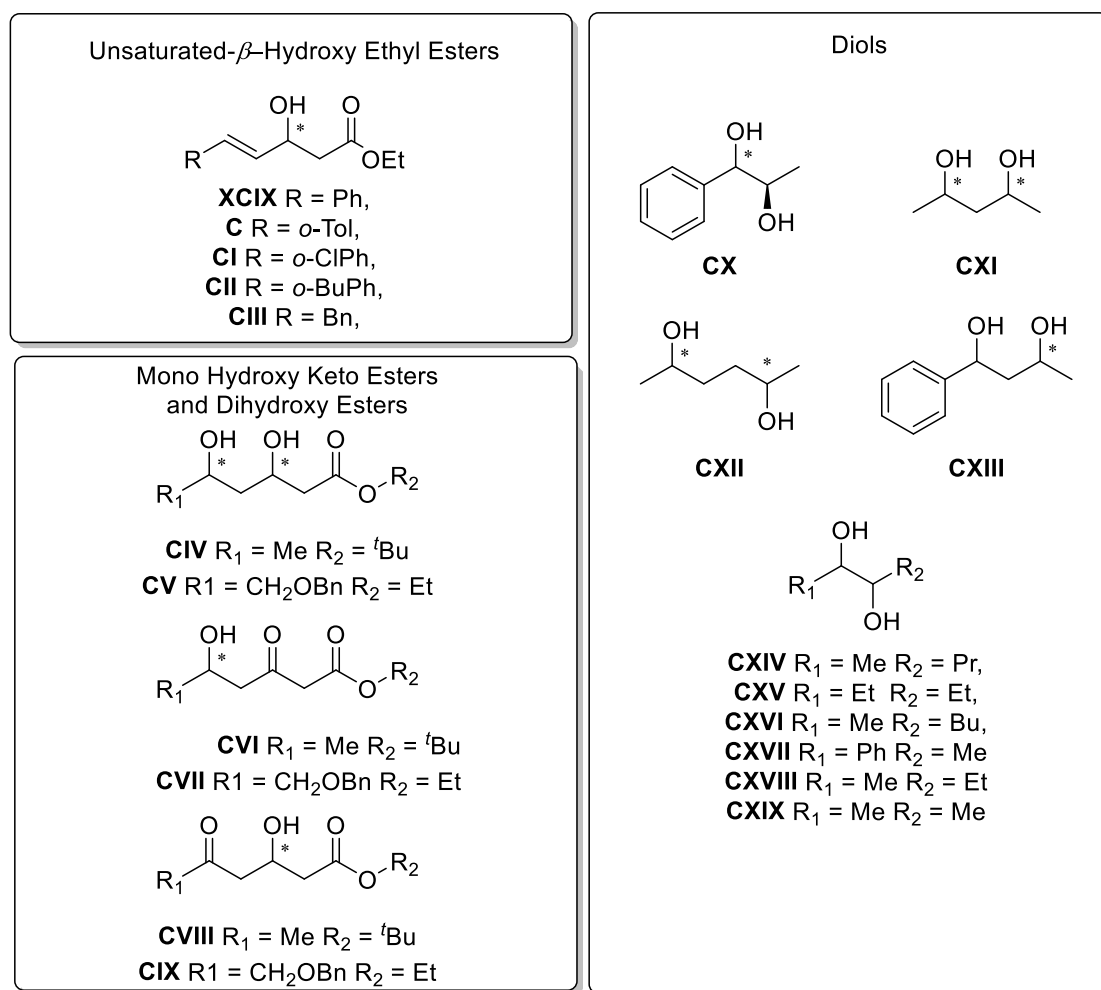 Unsaturated-β–Hydroxy Ethyl Esters
OH O
*
R OEt
XCIX R = Ph,
C R = o-Tol,
CI R = o-ClPh,
CII R = o-BuPh,
CIII R = Bn,
Mono Hydroxy Keto Esters
and Dihydroxy Esters
OH OH O
* *
R₁ O R₂
CIV R₁ = Me R₂ = ᵗBu
CV R1 = CH₂OBn R₂ = Et
OH O O
*
R₁ O R₂
CVI R₁ = Me R₂ = ᵗBu
CVII R1 = CH₂OBn R₂ = Et
O OH O
*
R₁ O R₂
CVIII R₁ = Me R₂ = ᵗBu
CIX R1 = CH₂OBn R₂ = Et
Diols
OH
*
OH
CX
OH OH
* *
CXI
OH
* *
OH
CXII
OH OH
*
CXIII
OH
R₁ R₂
OH
CXIV R₁ = Me R₂ = Pr,
CXV R₁ = Et R₂ = Et,
CXVI R₁ = Me R₂ = Bu,
CXVII R₁ = Ph R₂ = Me
CXVIII R₁ = Me R₂ = Et
CXIX R₁ = Me R₂ = Me